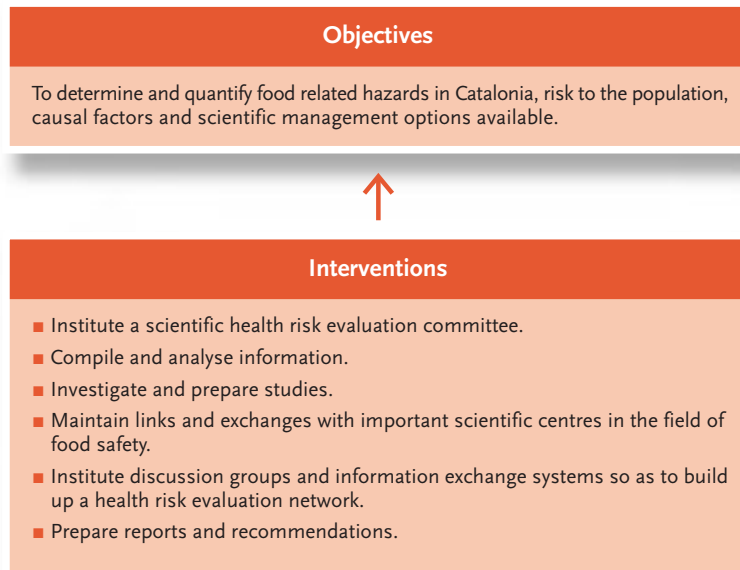 Objectives
To determine and quantify food related hazards in Catalonia, risk to the population,
causal factors and scientific management options available.
Interventions
■ Institute a scientific health risk evaluation committee.
■ Compile and analyse information.
■ Investigate and prepare studies.
■ Maintain links and exchanges with important scientific centres in the field of
food safety.
■ Institute discussion groups and information exchange systems so as to build
up a health risk evaluation network.
■ Prepare reports and recommendations.